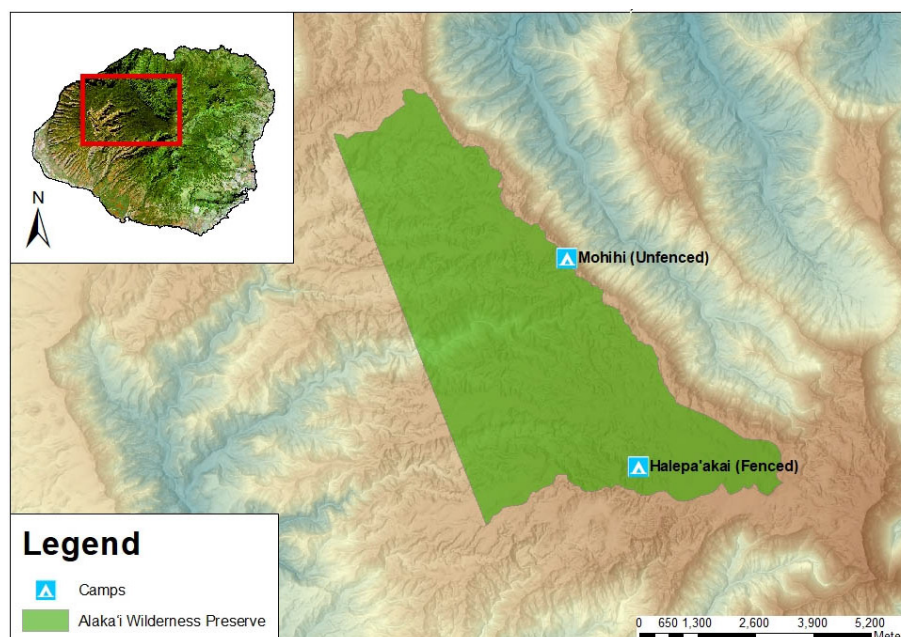 N
Mohihi (Unfenced)
Halepa'akai (Fenced)
Legend
Camps
Alaka'i Wilderness Preserve
0 650 1,300 2,600 3,900 5,200